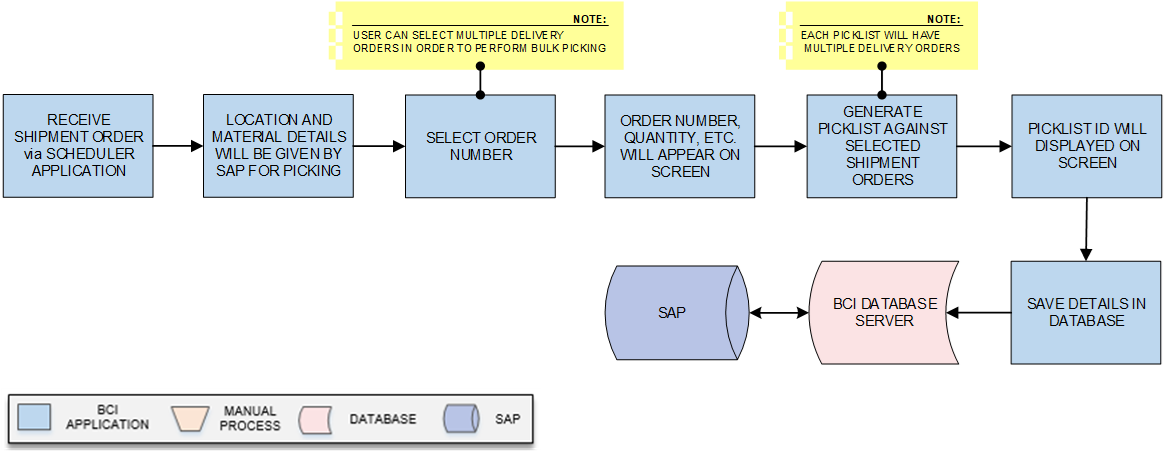 NOTE:
USER CAN SELECT MULTIPLE DELIVERY
ORDERS IN ORDER TO PERFORM BULK PICKING
NOTE:
EACH PICKLIST WILL HAVE
MULTIPLE DELIVERY ORDERS
RECEIVE
SHIPMENT ORDER
via SCHEDULER
APPLICATION
LOCATION AND
MATERIAL DETAILS
WILL BE GIVEN BY
SAP FOR PICKING
SELECT ORDER
NUMBER
ORDER NUMBER,
QUANTITY, ETC.
WILL APPEAR ON
SCREEN
GENERATE
PICKLIST AGAINST
SELECTED
SHIPMENT
ORDERS
PICKLIST ID WILL
DISPLAYED ON
SCREEN
SAP
BCI DATABASE
SERVER
SAVE DETAILS IN
DATABASE
BCI
APPLICATION
MANUAL
PROCESS
DATABASE
SAP